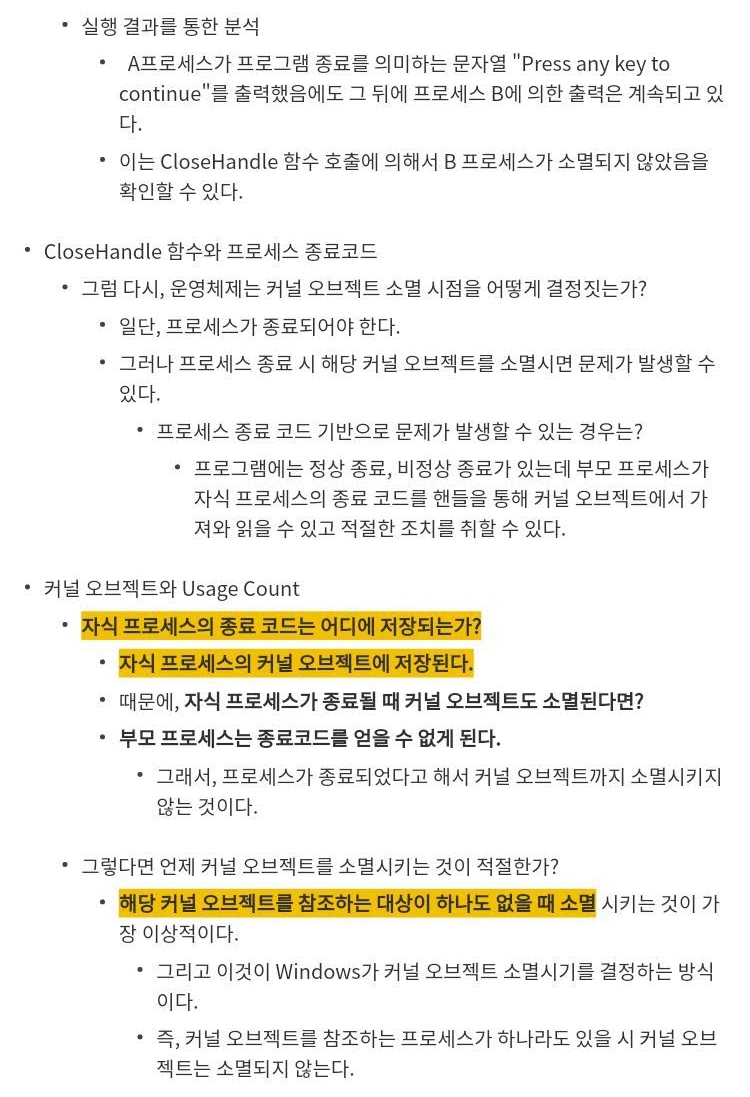 • 실행 결과를 통한 분석
• A프로세스가 프로그램 종료를 의미하는 문자열 "Press any key to
continue"를 출력했음에도 그 뒤에 프로세스 B에 의한 출력은 계속되고 있
다.
• 이는 CloseHandle 함수 호출에 의해서 B 프로세스가 소멸되지 않았음을
확인할 수 있다.
• CloseHandle 함수와 프로세스 종료코드
• 그럼 다시, 운영체제는 커널 오브젝트 소멸 시점을 어떻게 결정짓는가?
• 일단, 프로세스가 종료되어야 한다.
• 그러나 프로세스 종료 시 해당 커널 오브젝트를 소멸시면 문제가 발생할 수
있다.
• 프로세스 종료 코드 기반으로 문제가 발생할 수 있는 경우는?
• 프로그램에는 정상 종료, 비정상 종료가 있는데 부모 프로세스가
자식 프로세스의 종료 코드를 핸들을 통해 커널 오브젝트에서 가
져와 읽을 수 있고 적절한 조치를 취할 수 있다.
• 커널 오브젝트와 Usage Count
• 자식 프로세스의 종료 코드는 어디에 저장되는가?
• 자식 프로세스의 커널 오브젝트에 저장된다.
• 때문에, 자식 프로세스가 종료될 때 커널 오브젝트도 소멸된다면?
• 부모 프로세스는 종료코드를 얻을 수 없게 된다.
• 그래서, 프로세스가 종료되었다고 해서 커널 오브젝트까지 소멸시키지
않는 것이다.
• 그렇다면 언제 커널 오브젝트를 소멸시키는 것이 적절한가?
• 해당 커널 오브젝트를 참조하는 대상이 하나도 없을 때 소멸 시키는 것이 가
장 이상적이다.
• 그리고 이것이 Windows가 커널 오브젝트 소멸시기를 결정하는 방식
이다.
• 즉, 커널 오브젝트를 참조하는 프로세스가 하나라도 있을 시 커널 오브
젝트는 소멸되지 않는다.